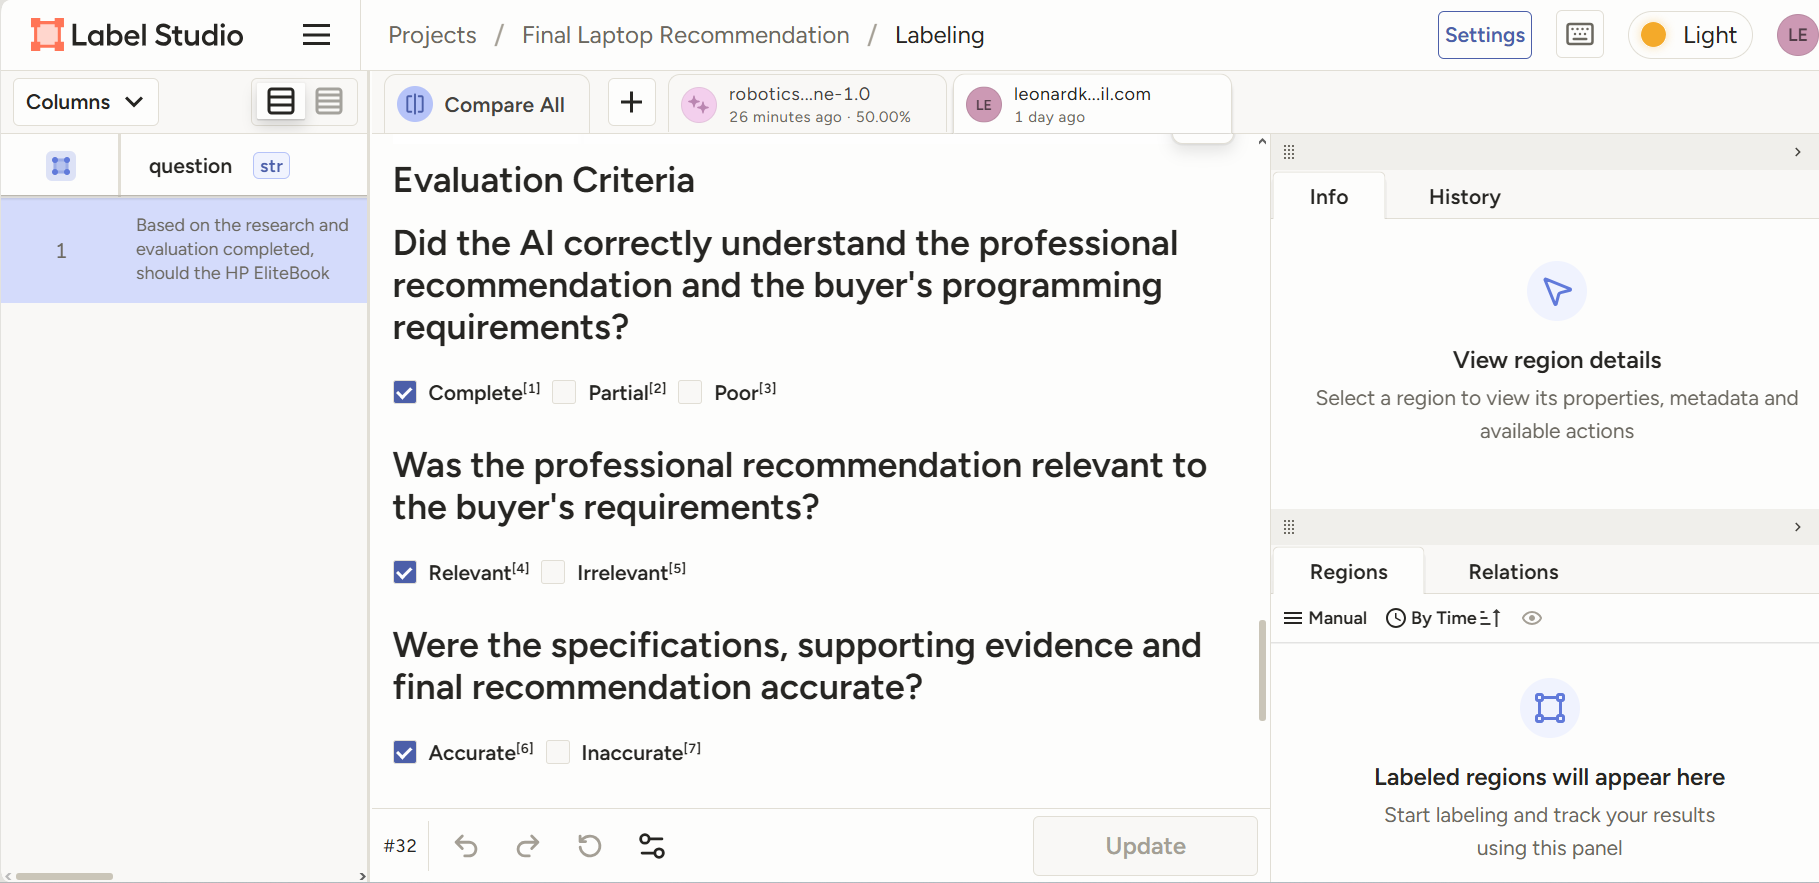 Label Studio
Projects / Final Laptop Recommendation / Labeling
Settings
Light
LE
Columns
Compare All
robotics...ne-1.0
26 minutes ago · 50.00%
LE
leonardk...il.com
1 day ago
question str
1
Based on the research and
evaluation completed,
should the HP EliteBook
Evaluation Criteria
Did the AI correctly understand the professional
recommendation and the buyer's programming
requirements?
Complete[1] Partial[2] Poor[3]
Was the professional recommendation relevant to
the buyer's requirements?
Relevant[4] Irrelevant[5]
Were the specifications, supporting evidence and
final recommendation accurate?
Accurate[6] Inaccurate[7]
#32
Update
Info
History
View region details
Select a region to view its properties, metadata and
available actions
Regions
Relations
Manual
By Time
Labeled regions will appear here
Start labeling and track your results
using this panel